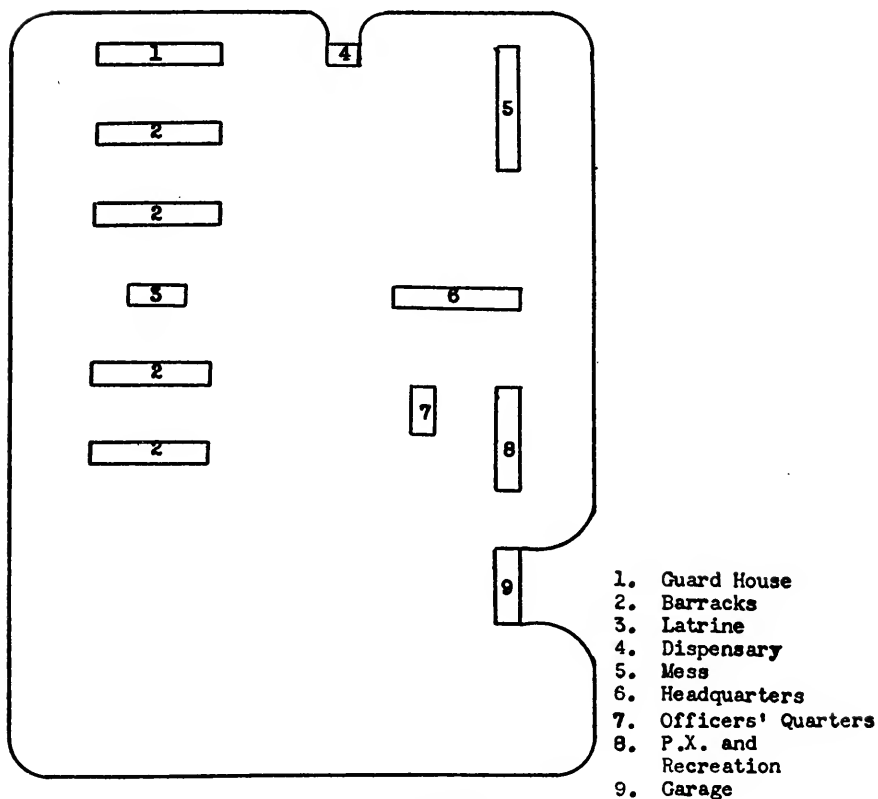 1
4
5
2
2
3
6
2
7
2
8
9
1. Guard House
2. Barracks
3. Latrine
4. Dispensary
5. Mess
6. Headquarters
7. Officers' Quarters
8. P.X. and
Recreation
9. Garage